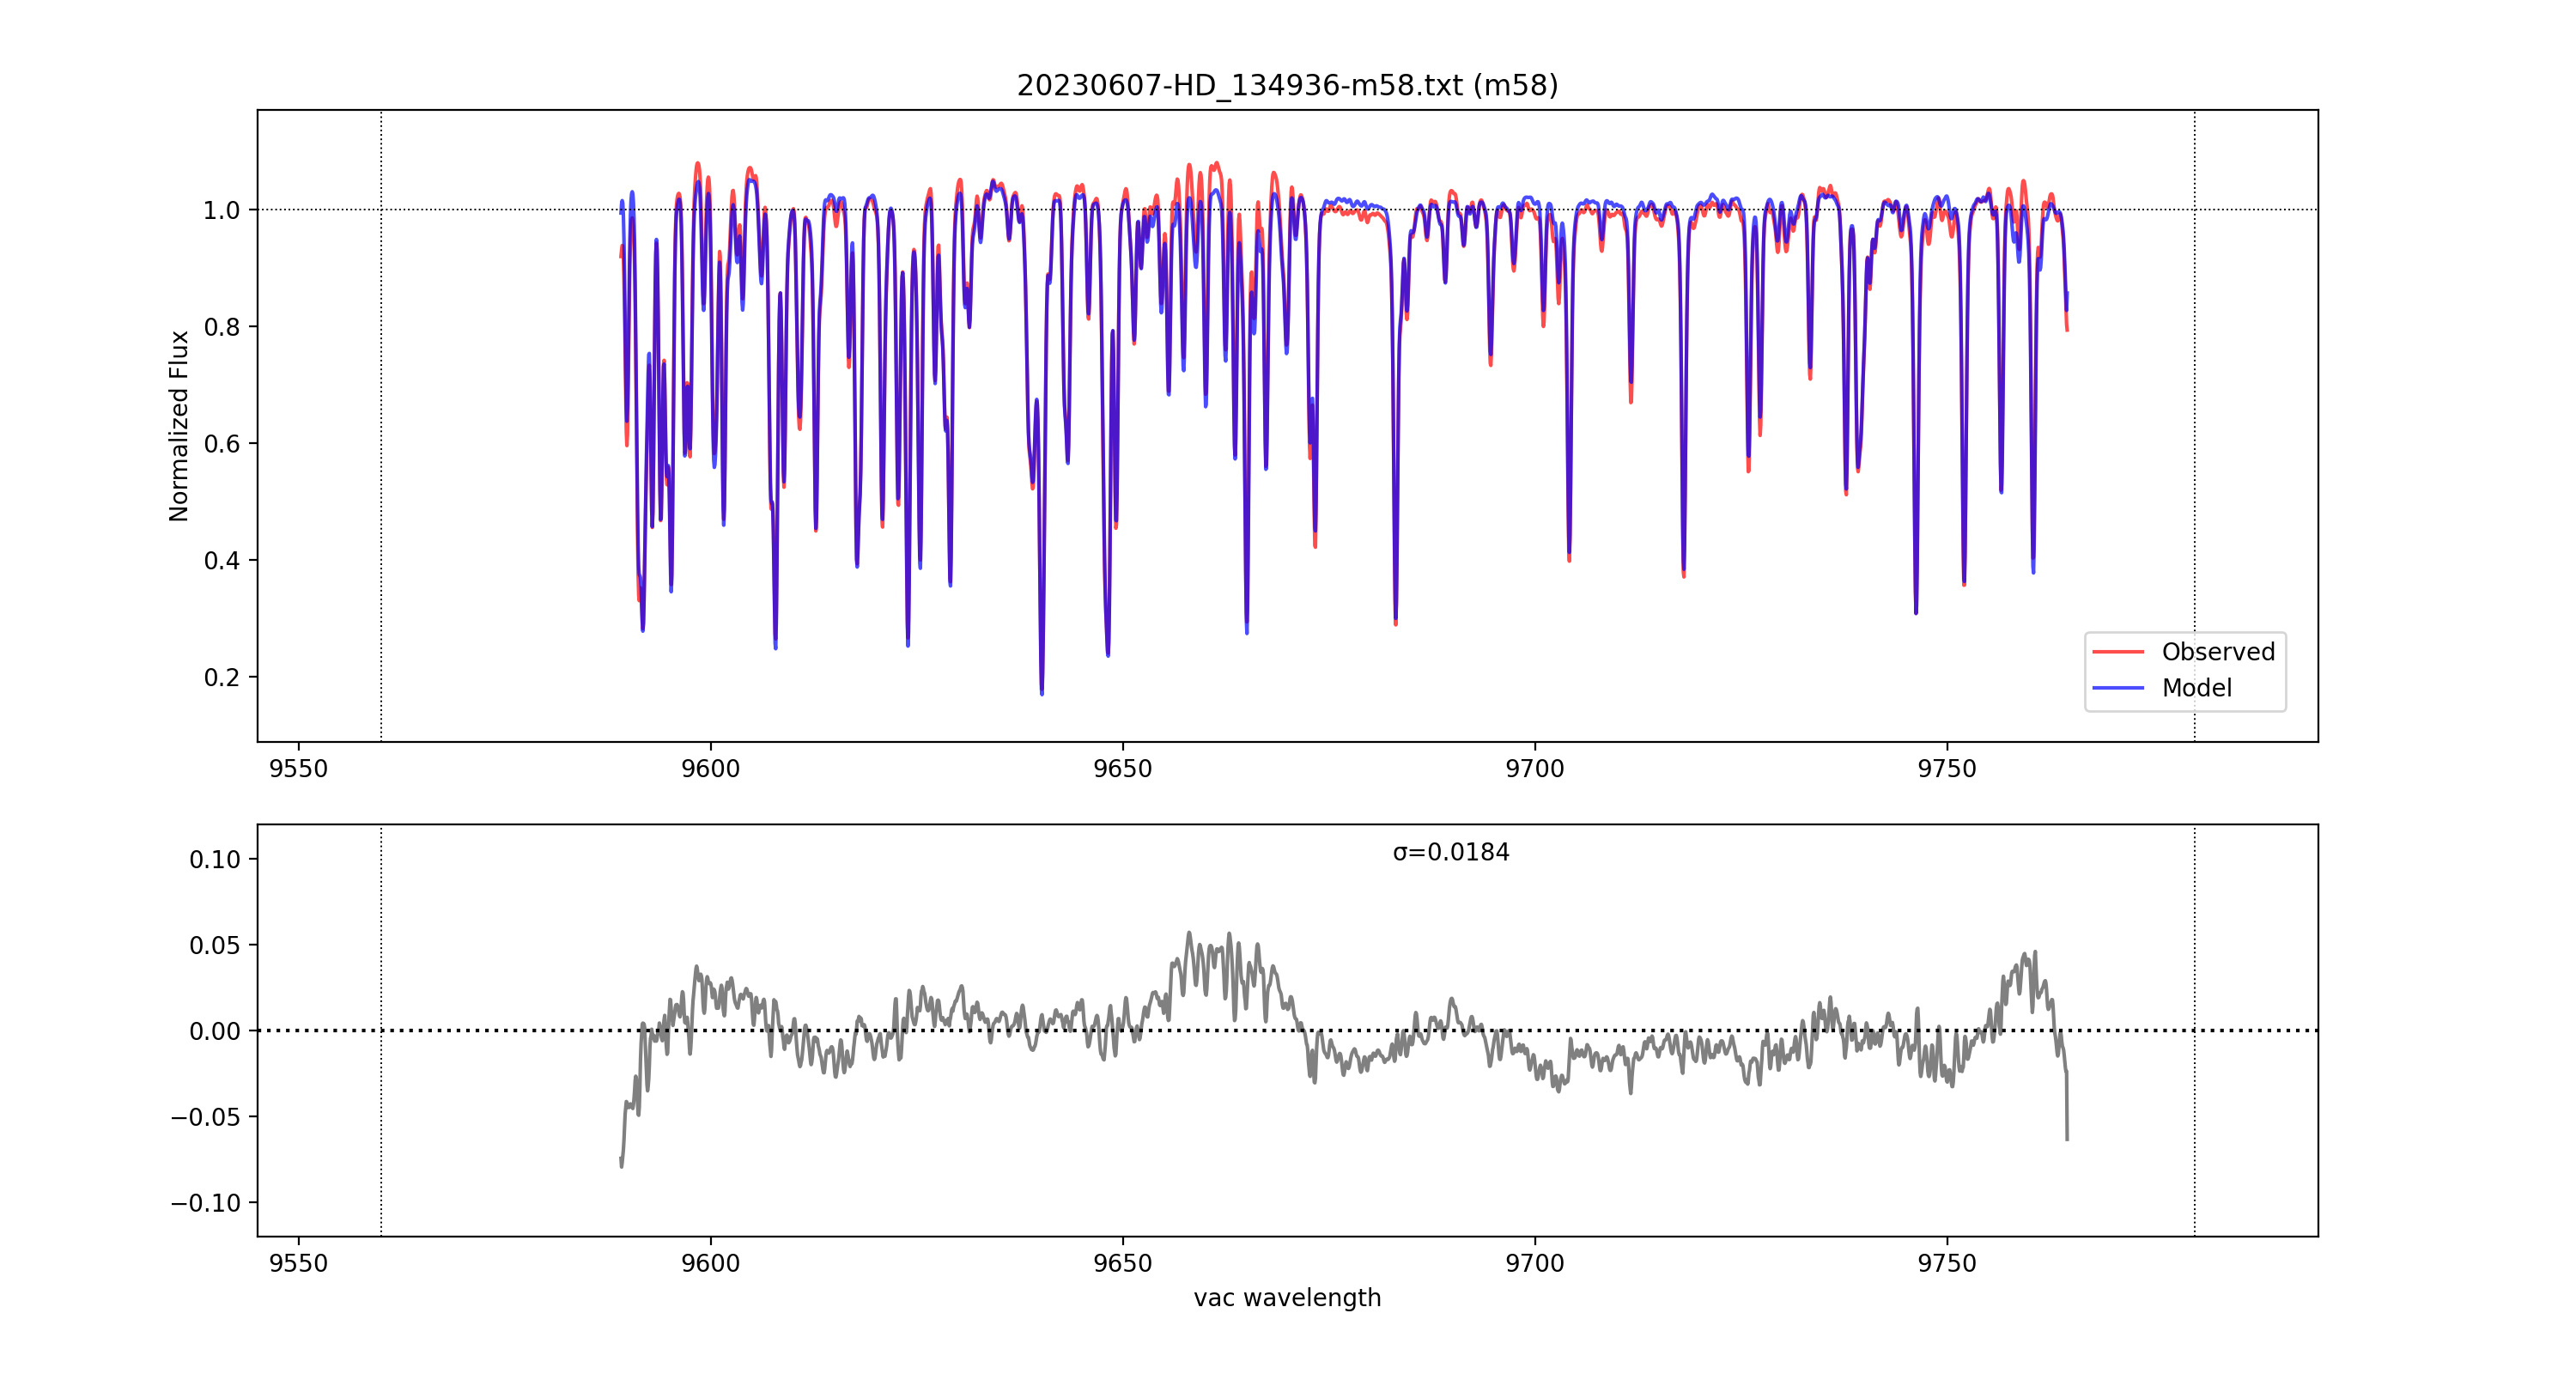 20230607-HD_134936-m58.txt (m58)
Normalized Flux
1.0
0.8
0.6
0.4
0.2
Observed
Model
9550 9600 9650 9700 9750
σ=0.0184
0.10
0.05
0.00
−0.05
−0.10
9550 9600 9650 9700 9750
vac wavelength